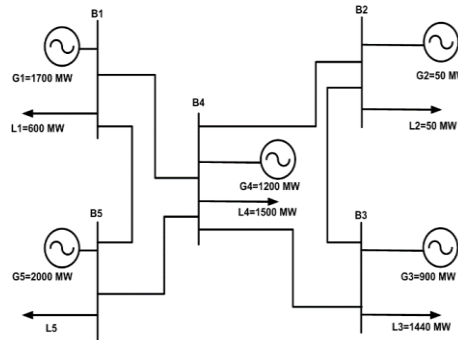 B1
G1=1700 MW
L1=600 MW
B2
G2=50 MW
L2=50 MW
B4
G4=1200 MW
L4=1500 MW
B5
G5=2000 MW
L5
B3
G3=900 MW
L3=1440 MW